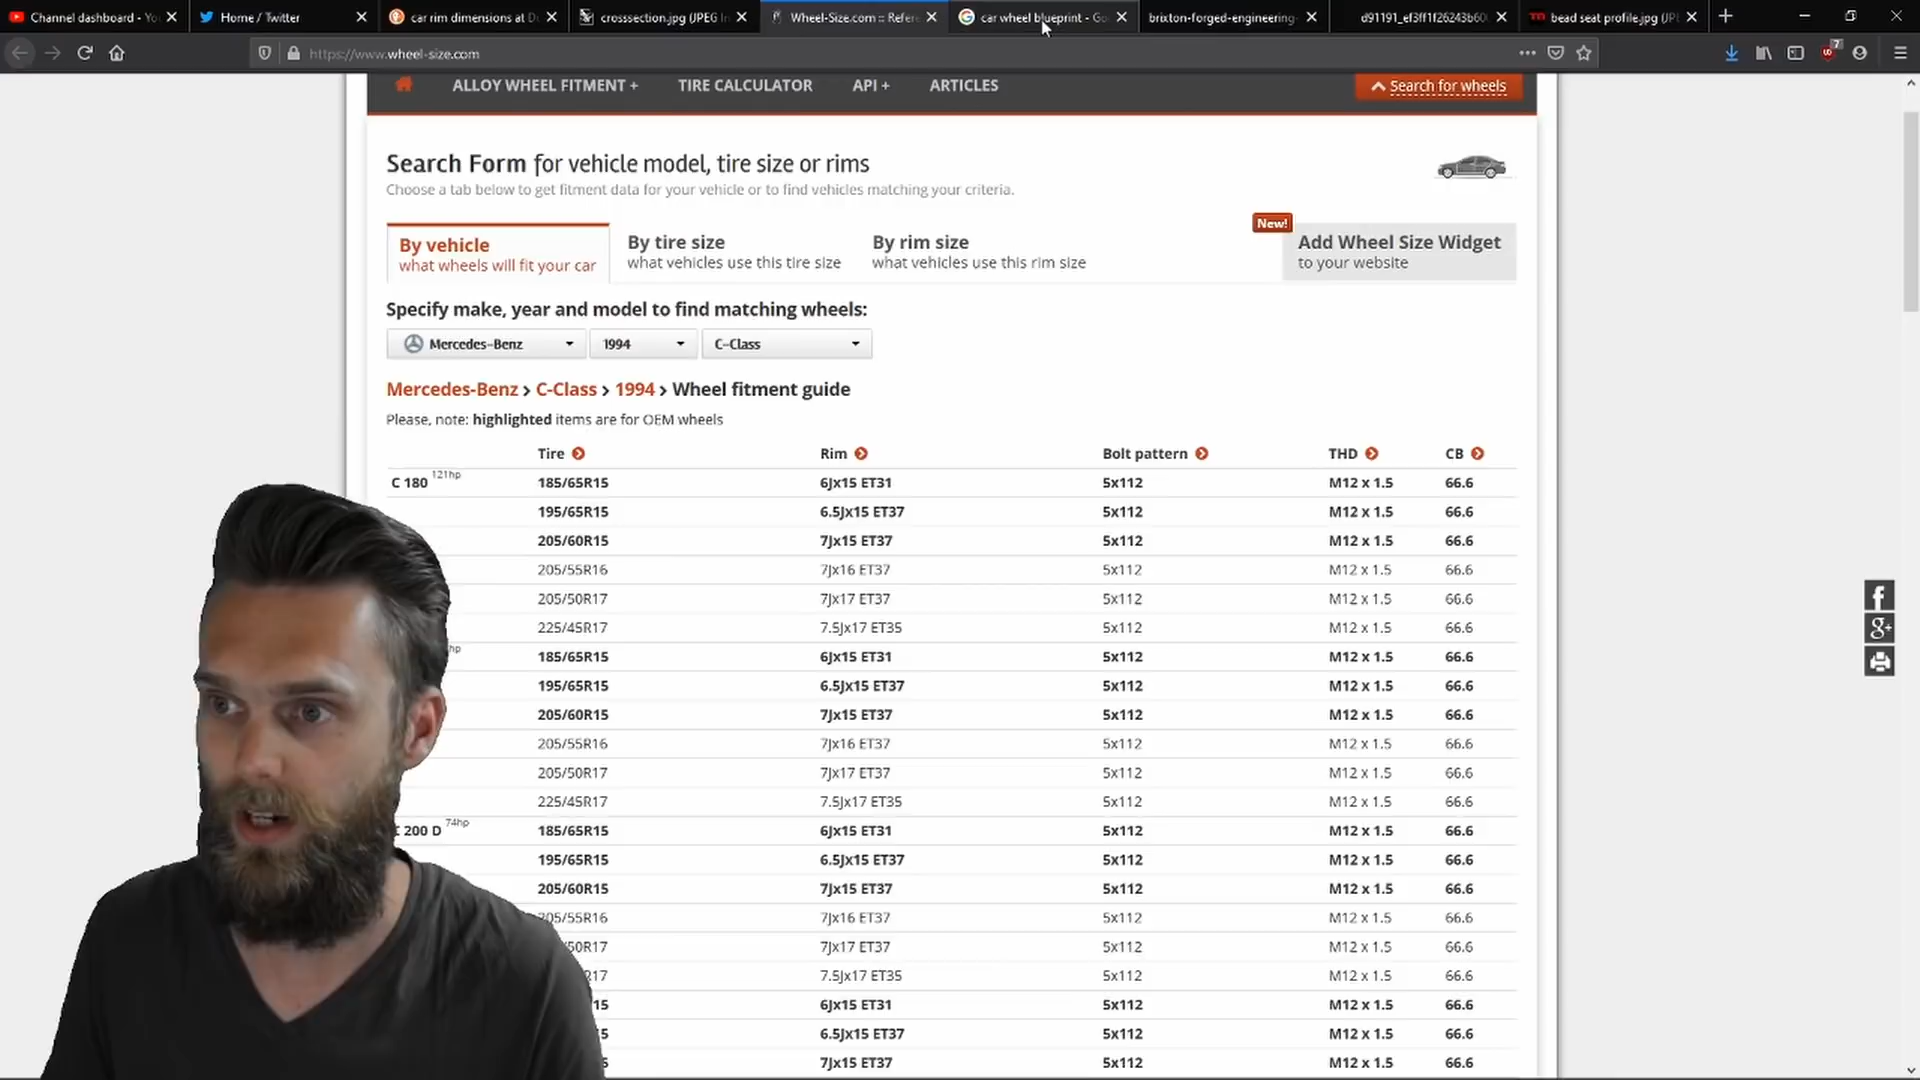 Channel dashboard - Yo
Home / Twitter
car rim dimensions at D
crosssection.jpg (JPEG In
Wheel-Size.com :: Refere
car wheel blueprint - Go
brixton-forged-engineering-
d91191_ef3ff1f26243b60
bead seat profile.jpg (JP
https://www.wheel-size.com
7
ALLOY WHEEL FITMENT +
TIRE CALCULATOR
API +
ARTICLES
Search for wheels
Search Form for vehicle model, tire size or rims
Choose a tab below to get fitment data for your vehicle or to find vehicles matching your criteria.
New!
By vehicle
what wheels will fit your car
By tire size
what vehicles use this tire size
By rim size
what vehicles use this rim size
Add Wheel Size Widget
to your website
Specify make, year and model to find matching wheels:
Mercedes-Benz 1994 C-Class
Mercedes-Benz › C-Class › 1994 › Wheel fitment guide
Please, note: highlighted items are for OEM wheels
Tire Rim Bolt pattern THD CB
C 180 121hp 185/65R15 6Jx15 ET31 5x112 M12 x 1.5 66.6
195/65R15 6.5Jx15 ET37 5x112 M12 x 1.5 66.6
205/60R15 7Jx15 ET37 5x112 M12 x 1.5 66.6
205/55R16 7Jx16 ET37 5x112 M12 x 1.5 66.6
205/50R17 7Jx17 ET37 5x112 M12 x 1.5 66.6
225/45R17 7.5Jx17 ET35 5x112 M12 x 1.5 66.6
hp 185/65R15 6Jx15 ET31 5x112 M12 x 1.5 66.6
195/65R15 6.5Jx15 ET37 5x112 M12 x 1.5 66.6
205/60R15 7Jx15 ET37 5x112 M12 x 1.5 66.6
205/55R16 7Jx16 ET37 5x112 M12 x 1.5 66.6
205/50R17 7Jx17 ET37 5x112 M12 x 1.5 66.6
225/45R17 7.5Jx17 ET35 5x112 M12 x 1.5 66.6
C 200 D 74hp 185/65R15 6Jx15 ET31 5x112 M12 x 1.5 66.6
195/65R15 6.5Jx15 ET37 5x112 M12 x 1.5 66.6
205/60R15 7Jx15 ET37 5x112 M12 x 1.5 66.6
205/55R16 7Jx16 ET37 5x112 M12 x 1.5 66.6
50R17 7Jx17 ET37 5x112 M12 x 1.5 66.6
R17 7.5Jx17 ET35 5x112 M12 x 1.5 66.6
15 6Jx15 ET31 5x112 M12 x 1.5 66.6
5 6.5Jx15 ET37 5x112 M12 x 1.5 66.6
5 7Jx15 ET37 5x112 M12 x 1.5 66.6